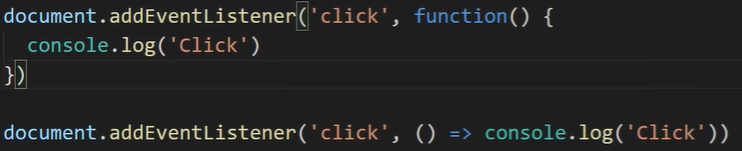 document.addEventListener('click', function() {
  console.log('Click')
})
document.addEventListener('click', () => console.log('Click'))